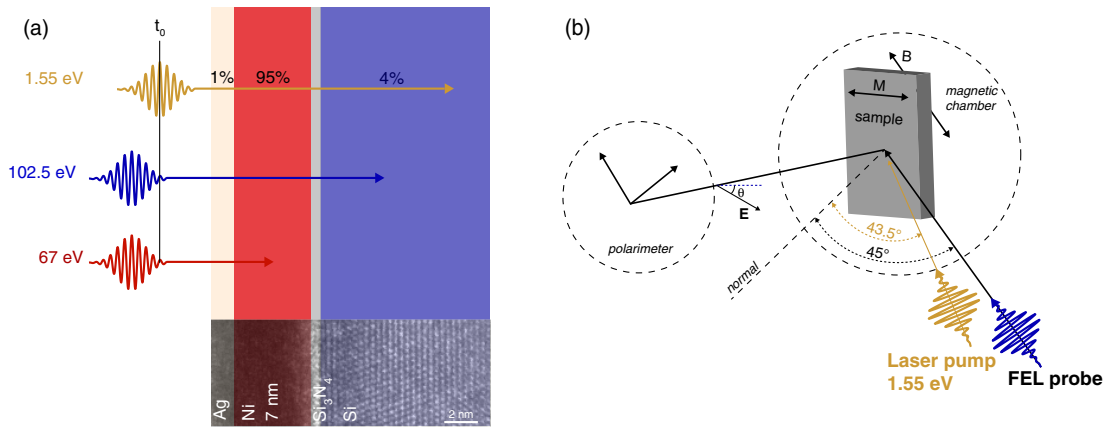 (a)
t₀
1.55 eV
1%
95%
4%
102.5 eV
67 eV
Ag
Ni
7 nm
Si₃N₄
Si
2 nm
(b)
B
M
magnetic
chamber
sample
θ
E
polarimeter
43.5°
45°
normal
Laser pump
1.55 eV
FEL probe